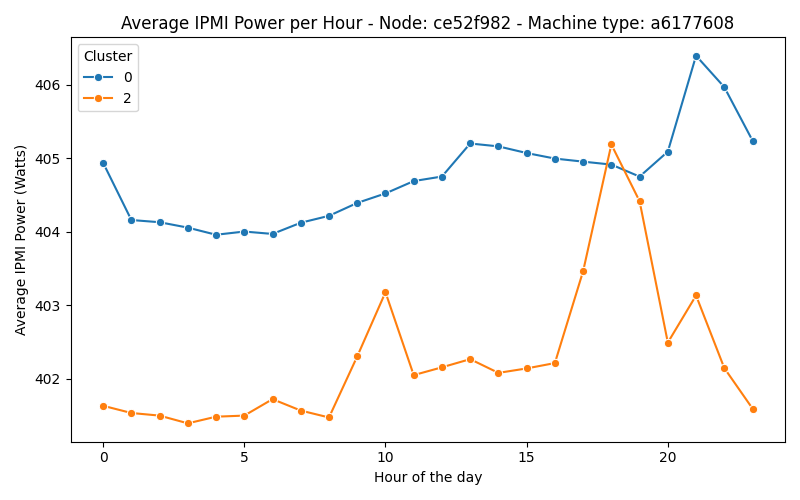 Average IPMI Power per Hour - Node: ce52f982 - Machine type: a6177608
Cluster
0
2
406
405
404
403
402
Average IPMI Power (Watts)
0 5 10 15 20
Hour of the day